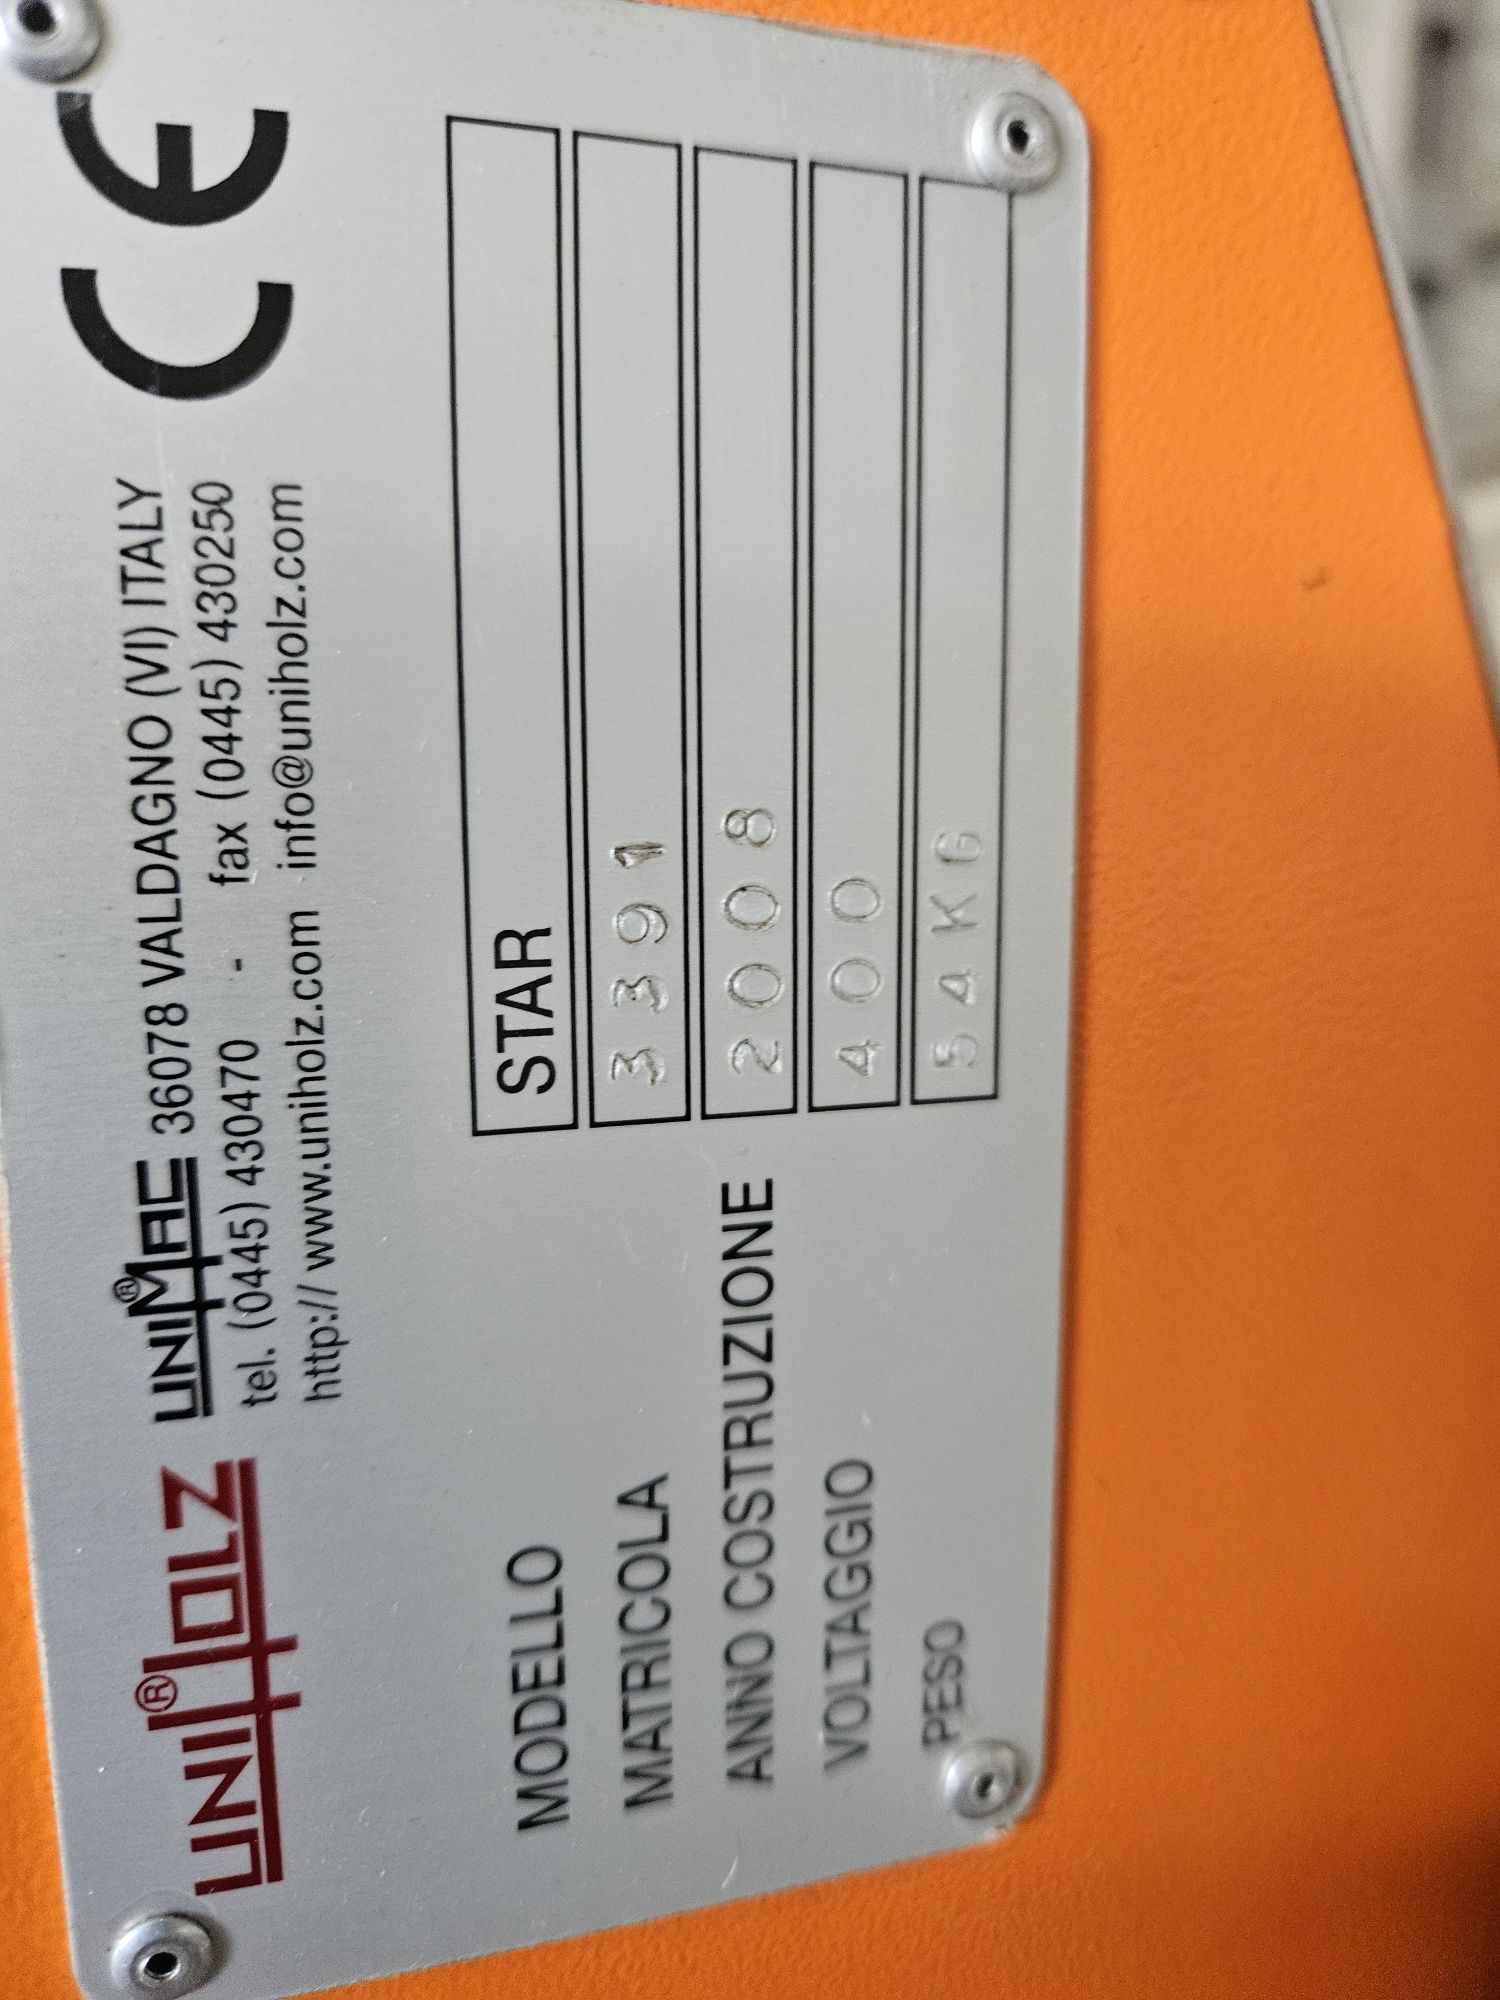 UNIHOLZ® UNIMAC® 36078 VALDAGNO (VI) ITALY
tel. (0445) 430470 - fax (0445) 430250
http:// www.uniholz.com info@uniholz.com
CE
MODELLO STAR
MATRICOLA 3391
ANNO COSTRUZIONE 2008
VOLTAGGIO 400
PESO 54KG